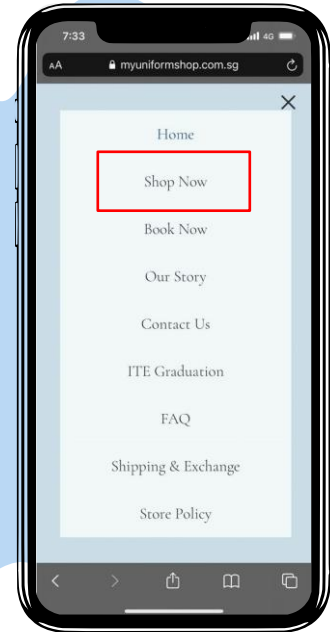 7:33
4G
AA myuniformshop.com.sg
Home
Shop Now
Book Now
Our Story
Contact Us
ITE Graduation
FAQ
Shipping & Exchange
Store Policy